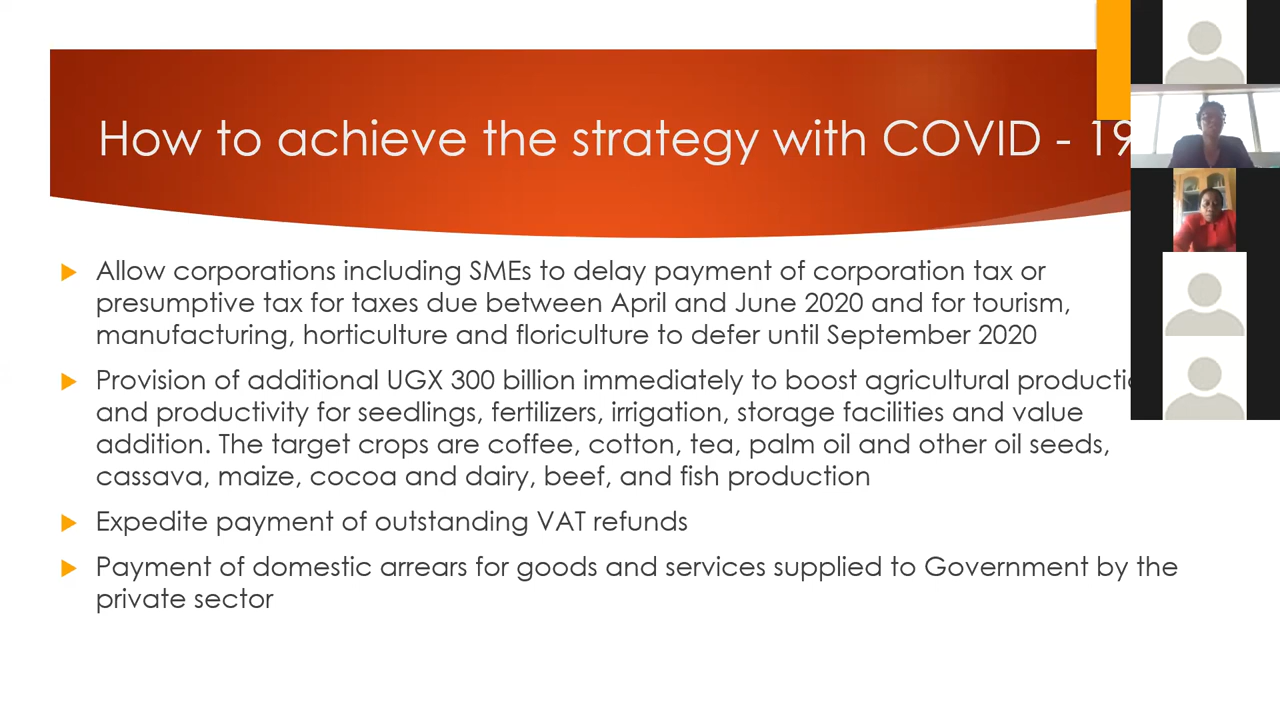 How to achieve the strategy with COVID - 19
Allow corporations including SMEs to delay payment of corporation tax or
presumptive tax for taxes due between April and June 2020 and for tourism,
manufacturing, horticulture and floriculture to defer until September 2020
Provision of additional UGX 300 billion immediately to boost agricultural production
and productivity for seedlings, fertilizers, irrigation, storage facilities and value
addition. The target crops are coffee, cotton, tea, palm oil and other oil seeds,
cassava, maize, cocoa and dairy, beef, and fish production
Expedite payment of outstanding VAT refunds
Payment of domestic arrears for goods and services supplied to Government by the
private sector